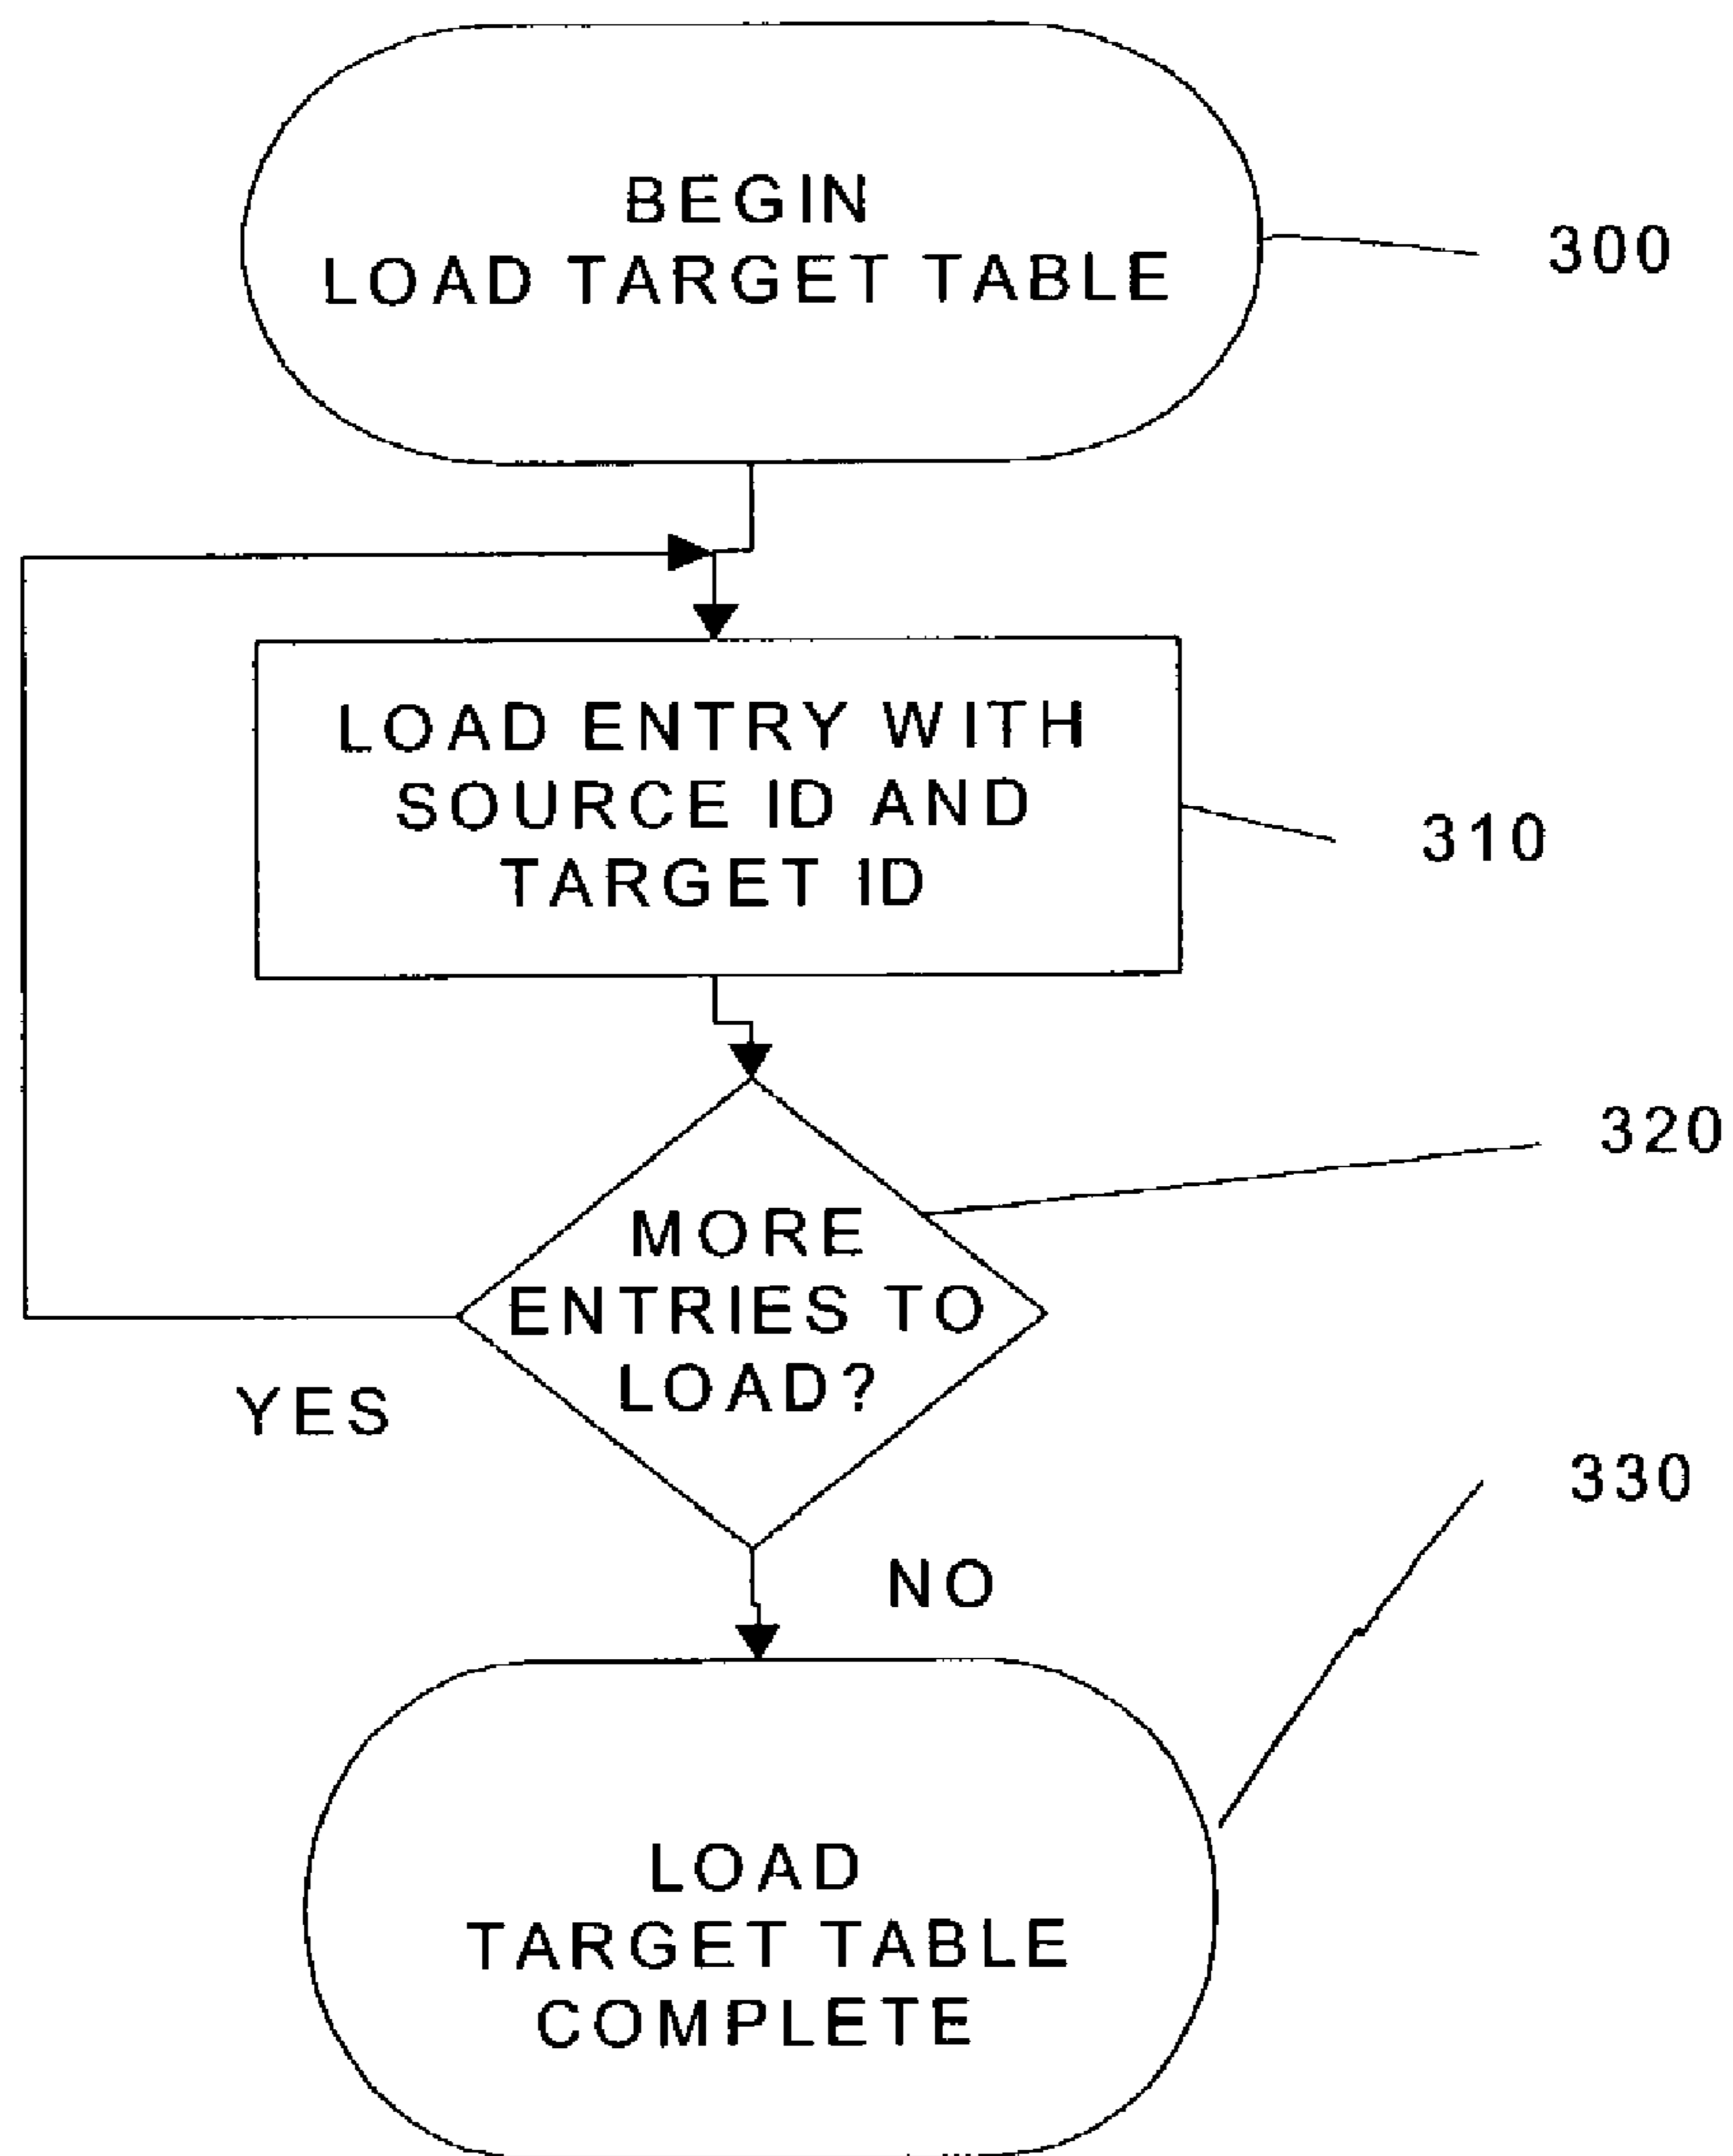 BEGIN
LOAD TARGET TABLE
300
LOAD ENTRY WITH
SOURCE ID AND
TARGET ID
310
320
MORE
ENTRIES TO
LOAD?
YES
330
NO
LOAD
TARGET TABLE
COMPLETE